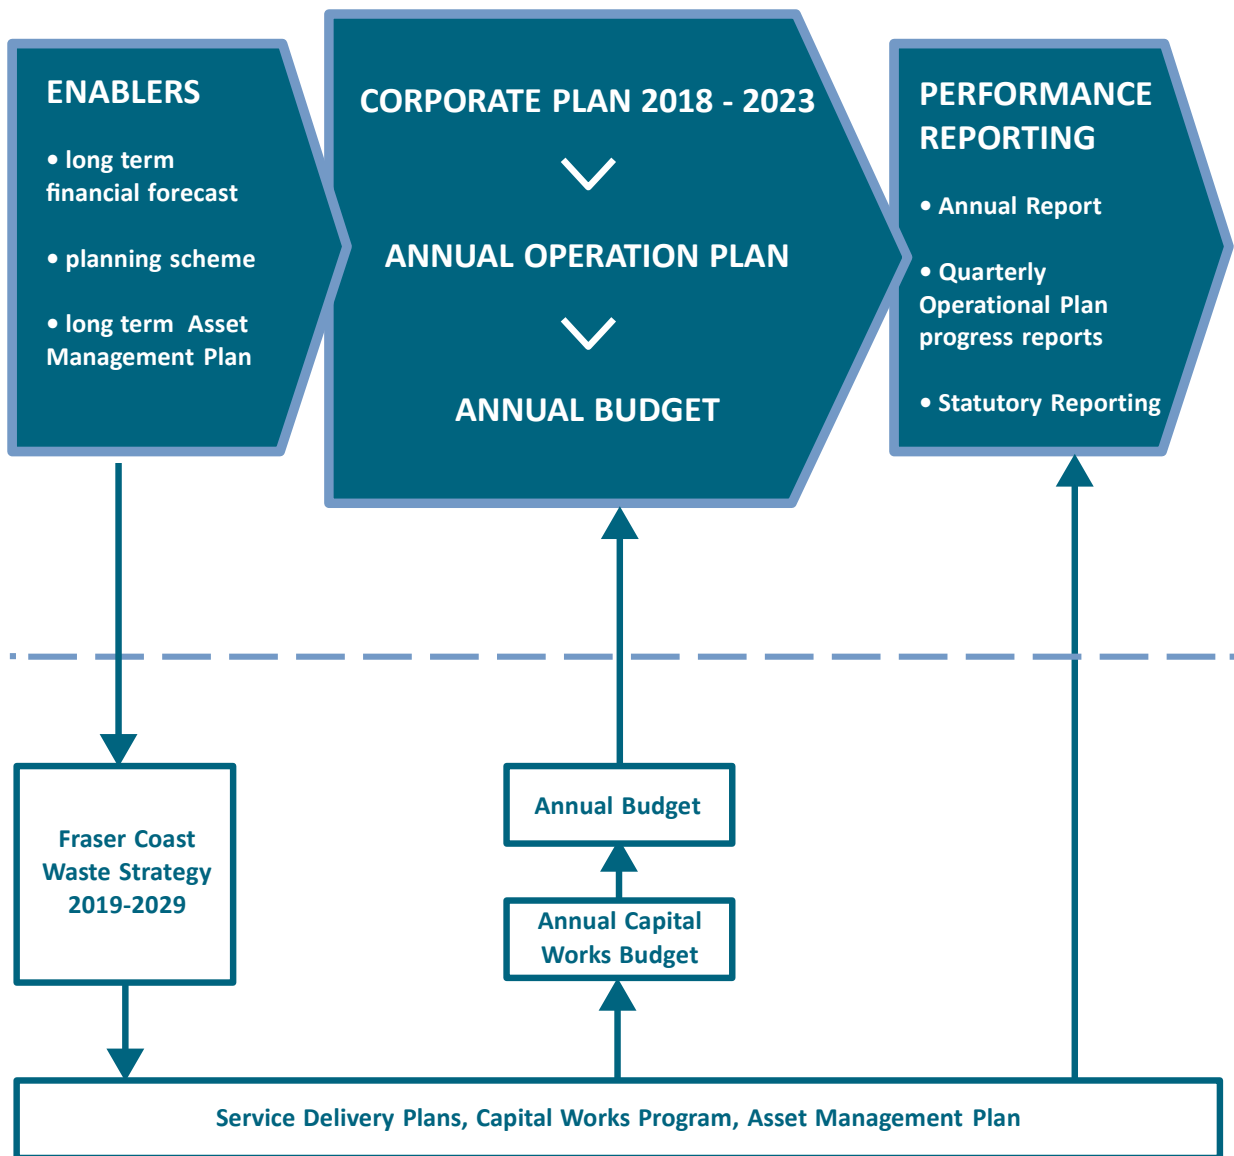 ENABLERS
• long term
financial forecast
• planning scheme
• long term Asset
Management Plan
CORPORATE PLAN 2018 - 2023
ANNUAL OPERATION PLAN
ANNUAL BUDGET
PERFORMANCE
REPORTING
• Annual Report
• Quarterly
Operational Plan
progress reports
• Statutory Reporting
Fraser Coast
Waste Strategy
2019-2029
Annual Budget
Annual Capital
Works Budget
Service Delivery Plans, Capital Works Program, Asset Management Plan